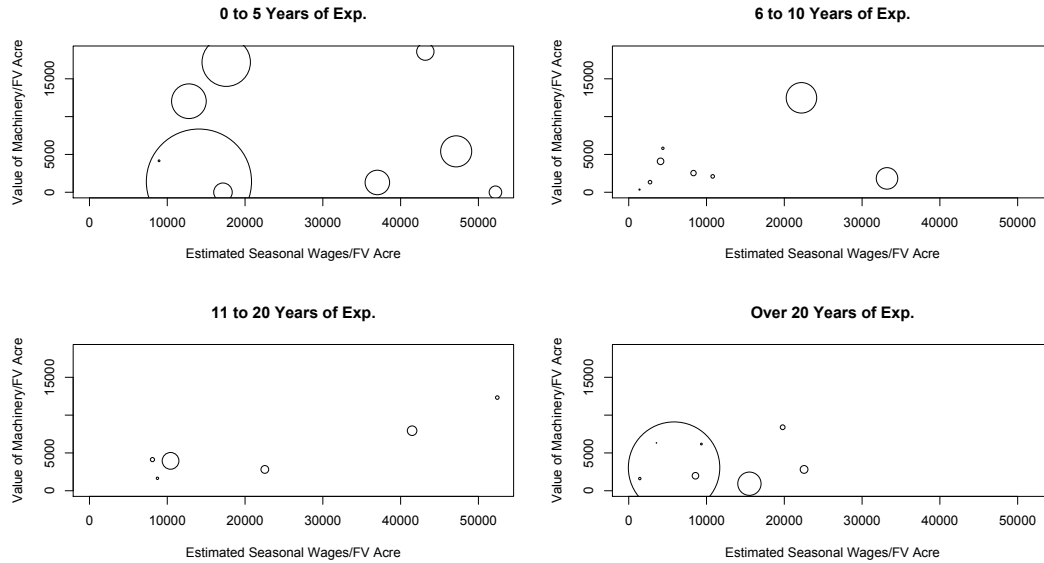 0 to 5 Years of Exp.
Value of Machinery/FV Acre
0 5000 15000
0 10000 20000 30000 40000 50000
Estimated Seasonal Wages/FV Acre
6 to 10 Years of Exp.
Value of Machinery/FV Acre
0 5000 15000
0 10000 20000 30000 40000 50000
Estimated Seasonal Wages/FV Acre
11 to 20 Years of Exp.
Value of Machinery/FV Acre
0 5000 15000
0 10000 20000 30000 40000 50000
Estimated Seasonal Wages/FV Acre
Over 20 Years of Exp.
Value of Machinery/FV Acre
0 5000 15000
0 10000 20000 30000 40000 50000
Estimated Seasonal Wages/FV Acre